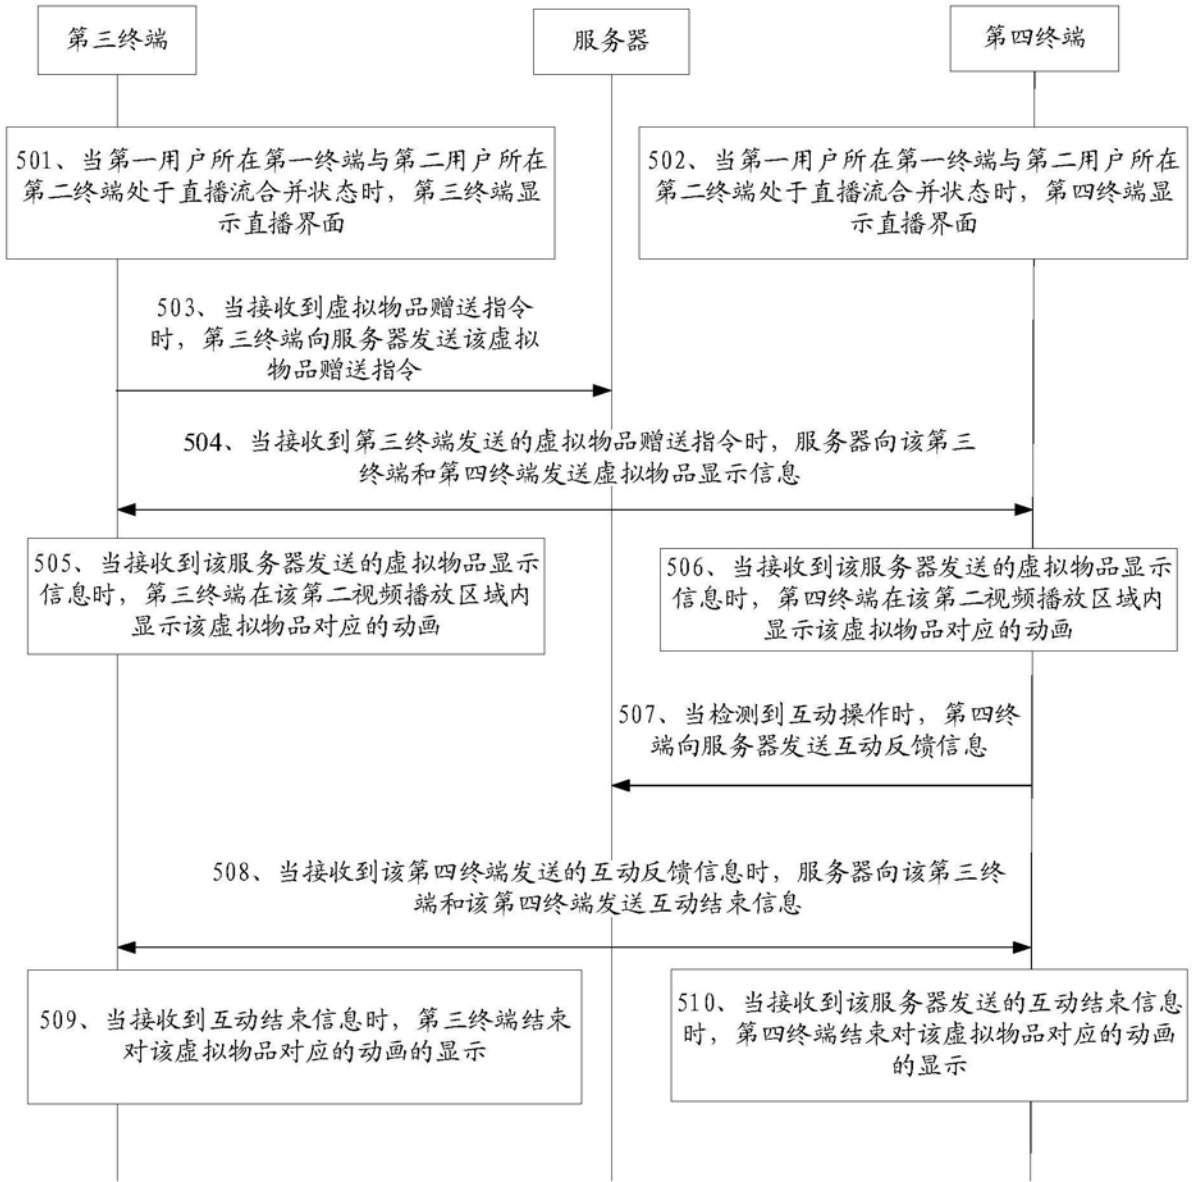 第三终端
服务器
第四终端
501、当第一用户所在第一终端与第二用户所在
第二终端处于直播流合并状态时，第三终端显
示直播界面
502、当第一用户所在第一终端与第二用户所在
第二终端处于直播流合并状态时，第四终端显
示直播界面
503、当接收到虚拟物品赠送指令
时，第三终端向服务器发送该虚拟
物品赠送指令
504、当接收到第三终端发送的虚拟物品赠送指令时，服务器向该第三
终端和第四终端发送虚拟物品显示信息
505、当接收到该服务器发送的虚拟物品显示
信息时，第三终端在该第二视频播放区域内
显示该虚拟物品对应的动画
506、当接收到该服务器发送的虚拟物品显示
信息时，第四终端在该第二视频播放区域内
显示该虚拟物品对应的动画
507、当检测到互动操作时，第四终
端向服务器发送互动反馈信息
508、当接收到该第四终端发送的互动反馈信息时，服务器向该第三终
端和该第四终端发送互动结束信息
509、当接收到互动结束信息时，第三终端结束
对该虚拟物品对应的动画的显示
510、当接收到该服务器发送的互动结束信息
时，第四终端结束对该虚拟物品对应的动画
的显示